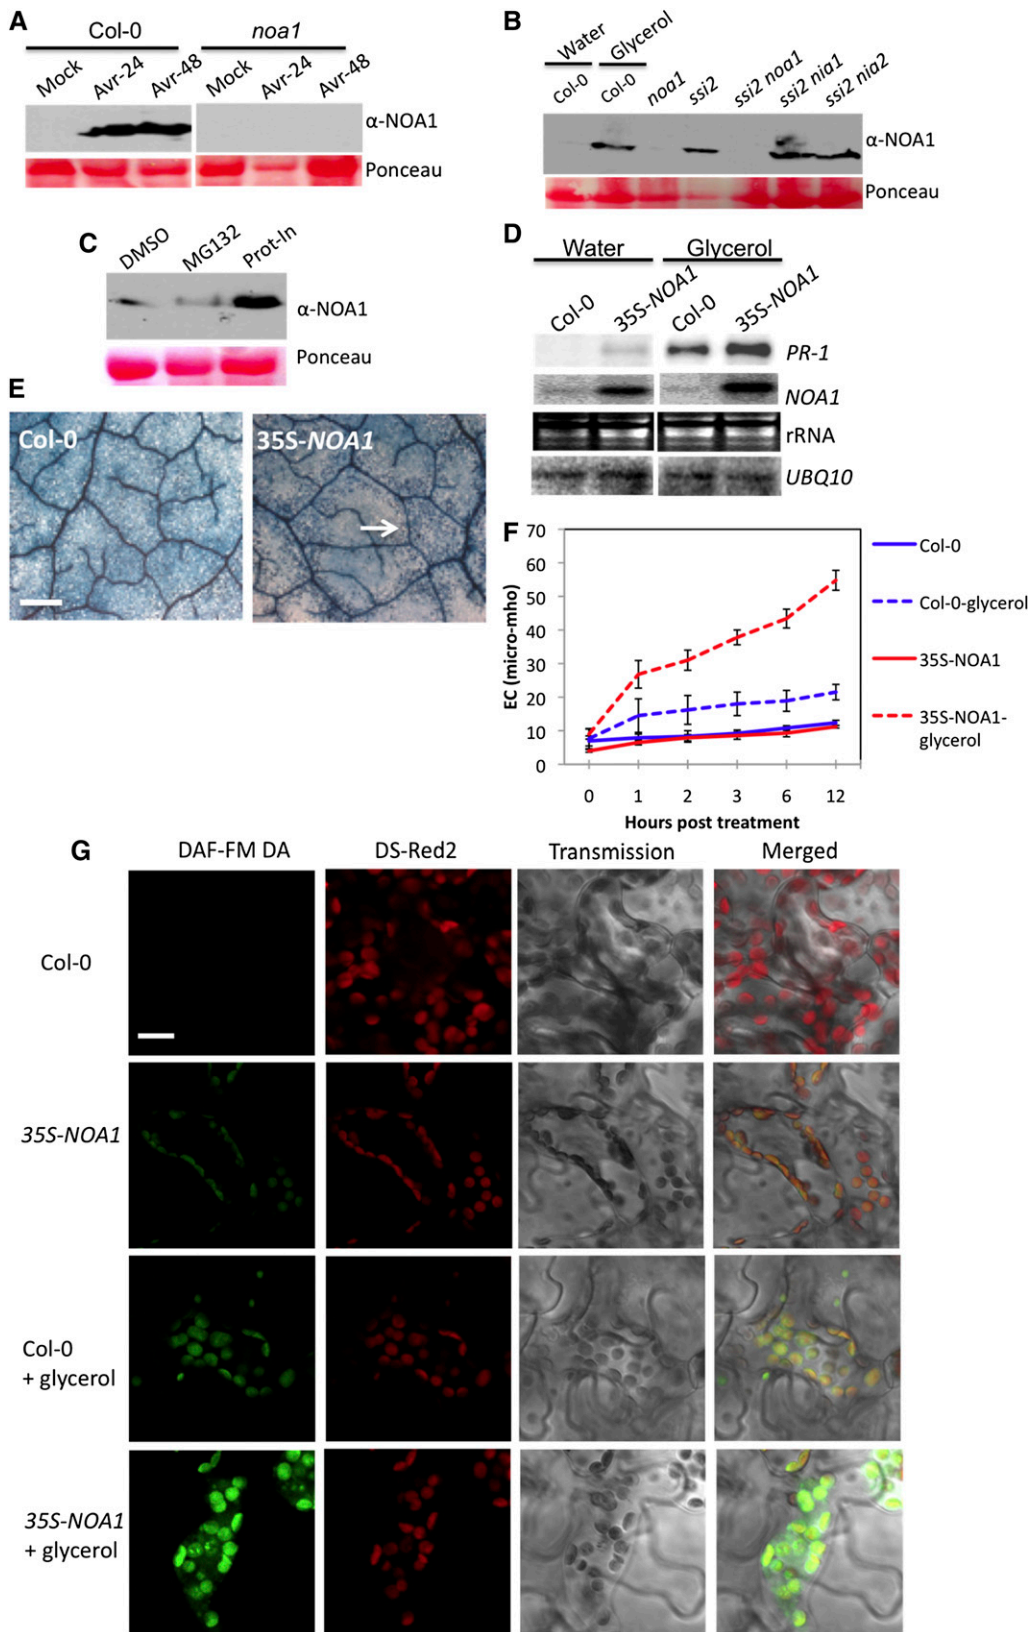 A
Col-0 noa1
Mock Avr-24 Avr-48 Mock Avr-24 Avr-48
α-NOA1
Ponceau
B
Water Glycerol
Col-0 Col-0 noa1 ssi2 ssi2 noa1 ssi2 nia1 ssi2 nia2
α-NOA1
Ponceau
C
DMSO MG132 Prot-In
α-NOA1
Ponceau
D
Water Glycerol
Col-0 35S-NOA1 Col-0 35S-NOA1
PR-1
NOA1
rRNA
UBQ10
E
Col-0 35S-NOA1
F
70
60
50
40
30
20
10
0
EC (micro-mho)
0 1 2 3 6 12
Hours post treatment
Col-0
Col-0-glycerol
35S-NOA1
35S-NOA1-
glycerol
G
DAF-FM DA DS-Red2 Transmission Merged
Col-0
35S-NOA1
Col-0
+ glycerol
35S-NOA1
+ glycerol